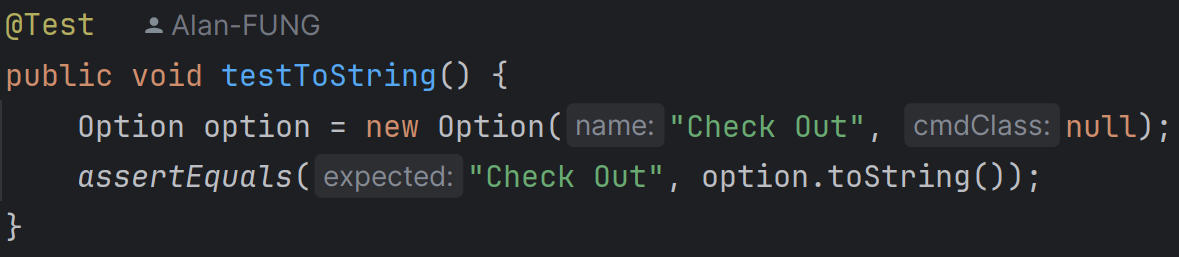 @Test Alan-FUNG
public void testToString() {
    Option option = new Option( name: "Check Out", cmdClass: null);
    assertEquals( expected: "Check Out", option.toString());
}